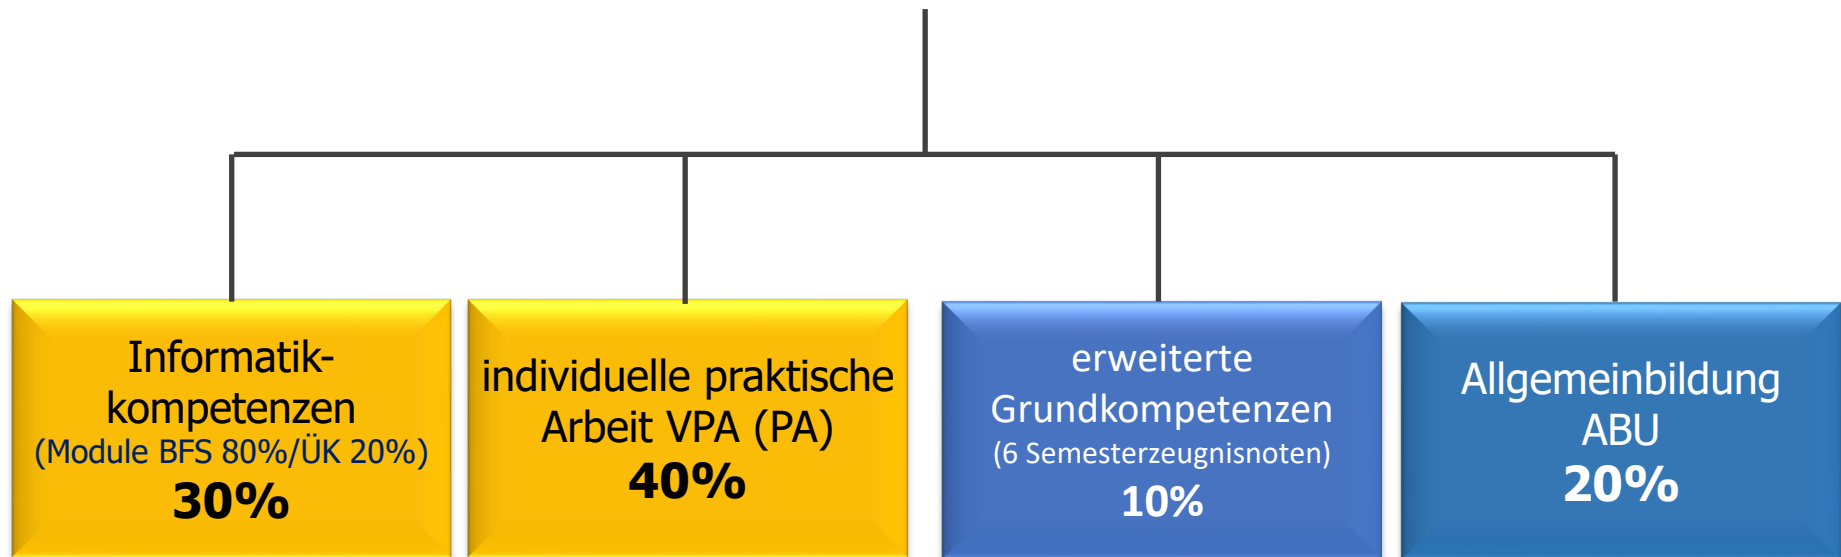 Informatik-
kompetenzen
(Module BFS 80%/ÜK 20%)
30%
individuelle praktische
Arbeit VPA (PA)
40%
erweiterte
Grundkompetenzen
(6 Semesterzeugnisnoten)
10%
Allgemeinbildung
ABU
20%